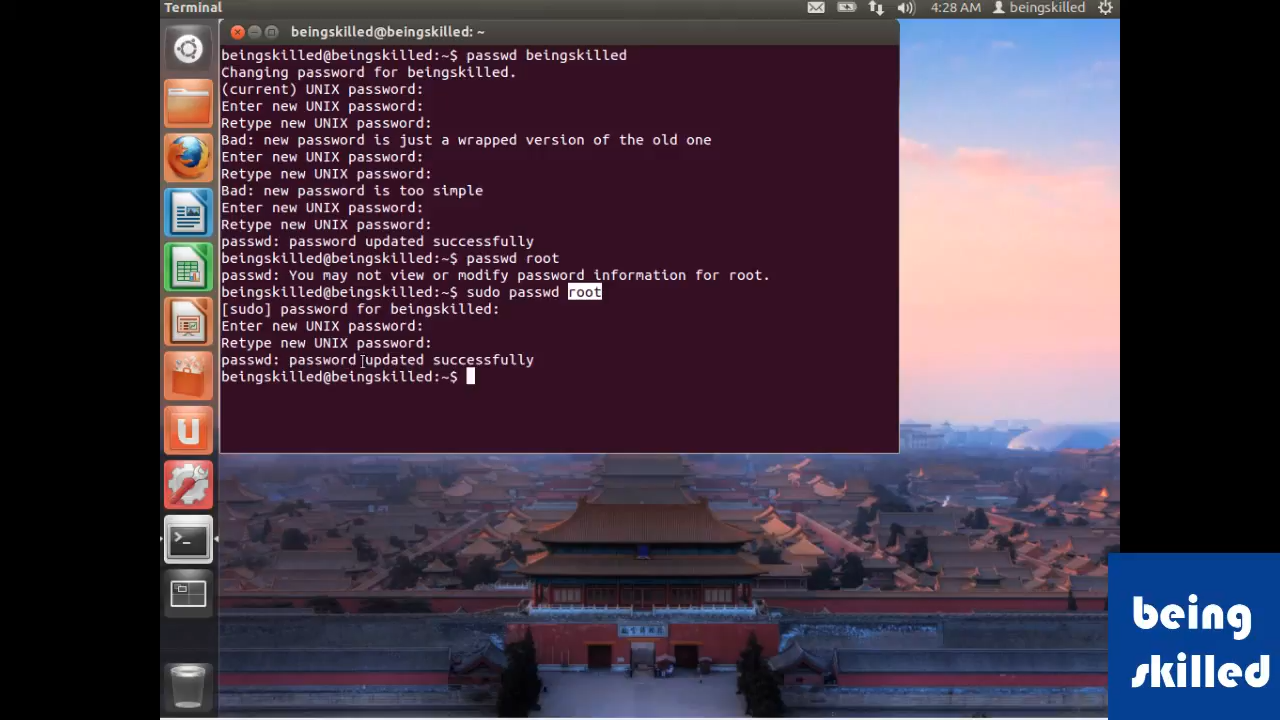 Terminal
4:28 AM
beingskilled
beingskilled@beingskilled: ~
beingskilled@beingskilled:~$ passwd beingskilled
Changing password for beingskilled.
(current) UNIX password:
Enter new UNIX password:
Retype new UNIX password:
Bad: new password is just a wrapped version of the old one
Enter new UNIX password:
Retype new UNIX password:
Bad: new password is too simple
Enter new UNIX password:
Retype new UNIX password:
passwd: password updated successfully
beingskilled@beingskilled:~$ passwd root
passwd: You may not view or modify password information for root.
beingskilled@beingskilled:~$ sudo passwd root
[sudo] password for beingskilled:
Enter new UNIX password:
Retype new UNIX password:
passwd: password updated successfully
beingskilled@beingskilled:~$
U
>_
being
skilled